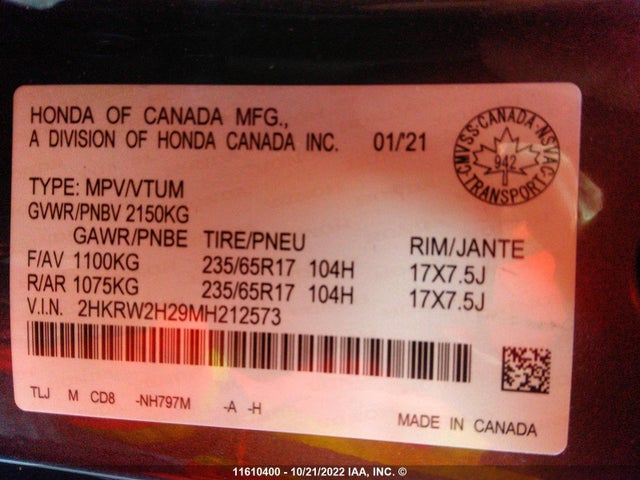 HONDA OF CANADA MFG.,
A DIVISION OF HONDA CANADA INC. 01/'21
CMVSS-CANADA-NSVAC
942
TRANSPORT
TYPE: MPV/VTUM
GVWR/PNBV 2150KG
GAWR/PNBE TIRE/PNEU RIM/JANTE
F/AV 1100KG 235/65R17 104H 17X7.5J
R/AR 1075KG 235/65R17 104H 17X7.5J
V.I.N. 2HKRW2H29MH212573
TLJ M CD8 -NH797M -A -H
MADE IN CANADA
11610400 - 10/21/2022 IAA, INC. ©